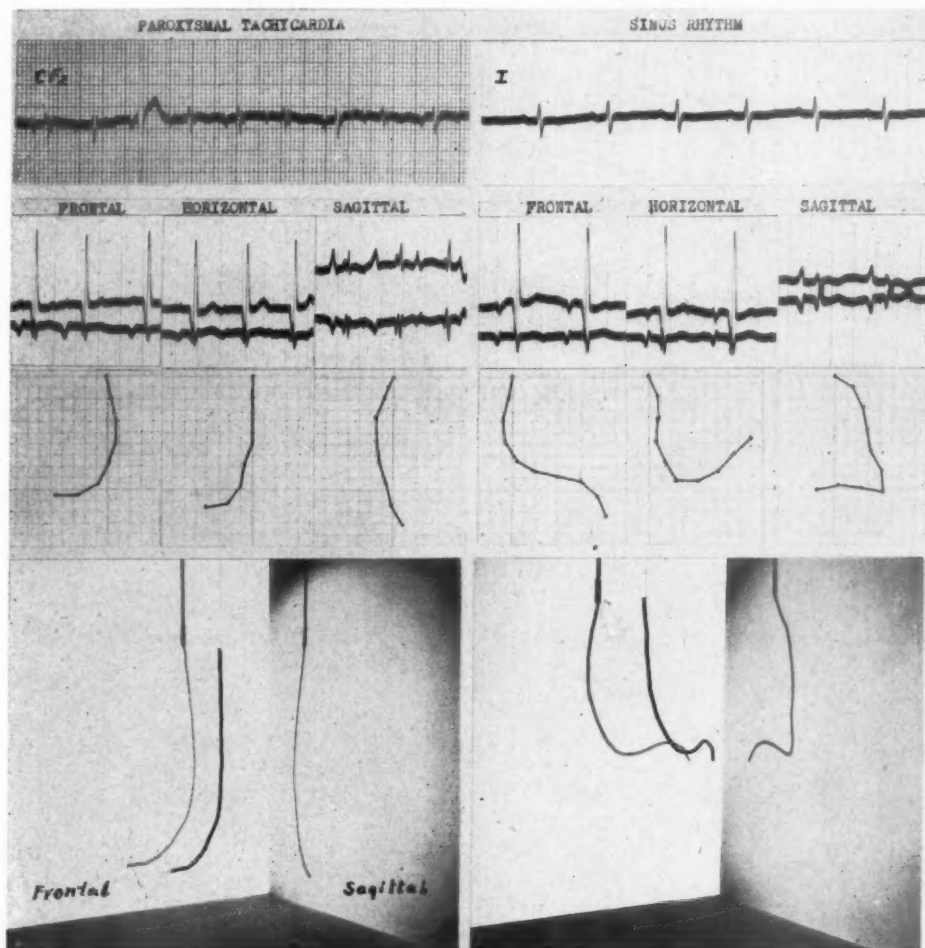 PAROXYSMAL TACHYCARDIA
SINUS RHYTHM
I
FRONTAL HORIZONTAL SAGITTAL
FRONTAL HORIZONTAL SAGITTAL
Frontal
Sagittal